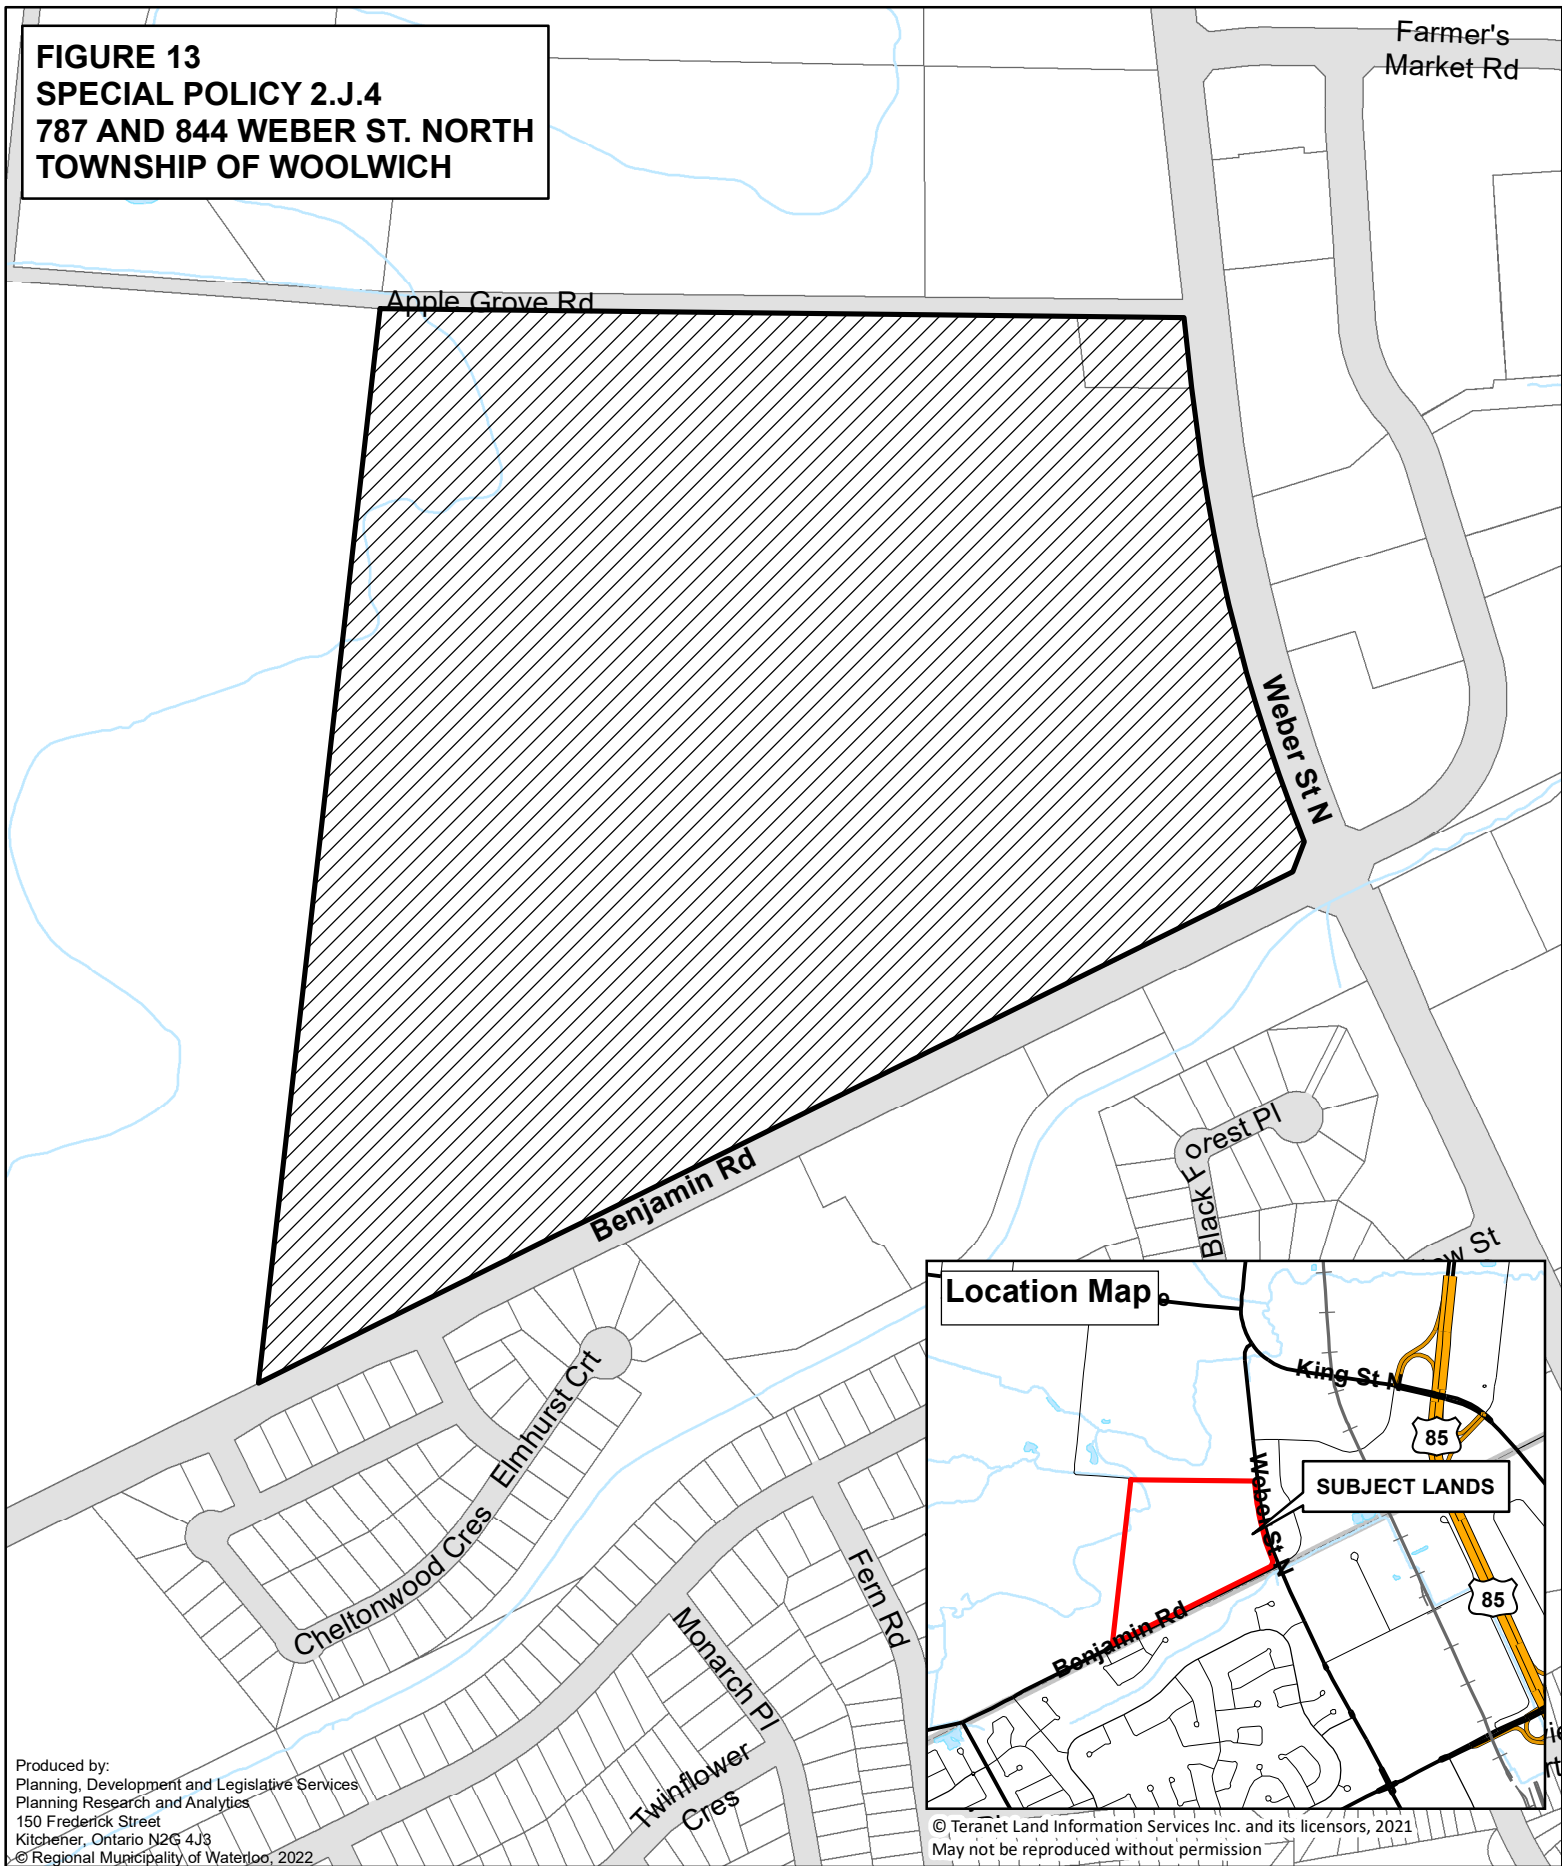 FIGURE 13
SPECIAL POLICY 2.J.4
787 AND 844 WEBER ST. NORTH
TOWNSHIP OF WOOLWICH
Farmer's
Market Rd
Apple Grove Rd
Weber St N
Benjamin Rd
Black Forest Pl
Elmhurst Crt
Cheltonwood Cres
Fern Rd
Monarch Pl
Twinflower
Cres
Location Map
King St N
85
Weber St N
SUBJECT LANDS
85
Benjamin Rd
Produced by:
Planning, Development and Legislative Services
Planning Research and Analytics
150 Frederick Street
Kitchener, Ontario N2G 4J3
© Regional Municipality of Waterloo, 2022
© Teranet Land Information Services Inc. and its licensors, 2021
May not be reproduced without permission